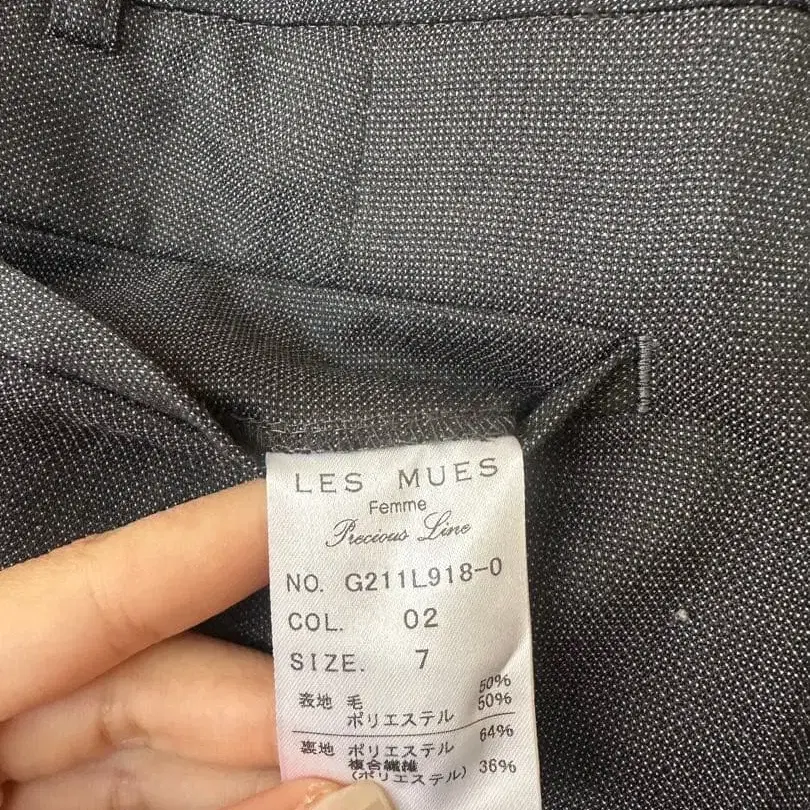 LES MUES
Femme
Precious Line
NO. G211L918-0
COL. 02
SIZE. 7
表地 毛 50%
ポリエステル 50%
裏地 ポリエステル 64%
複合繊維
(ポリエステル) 36%